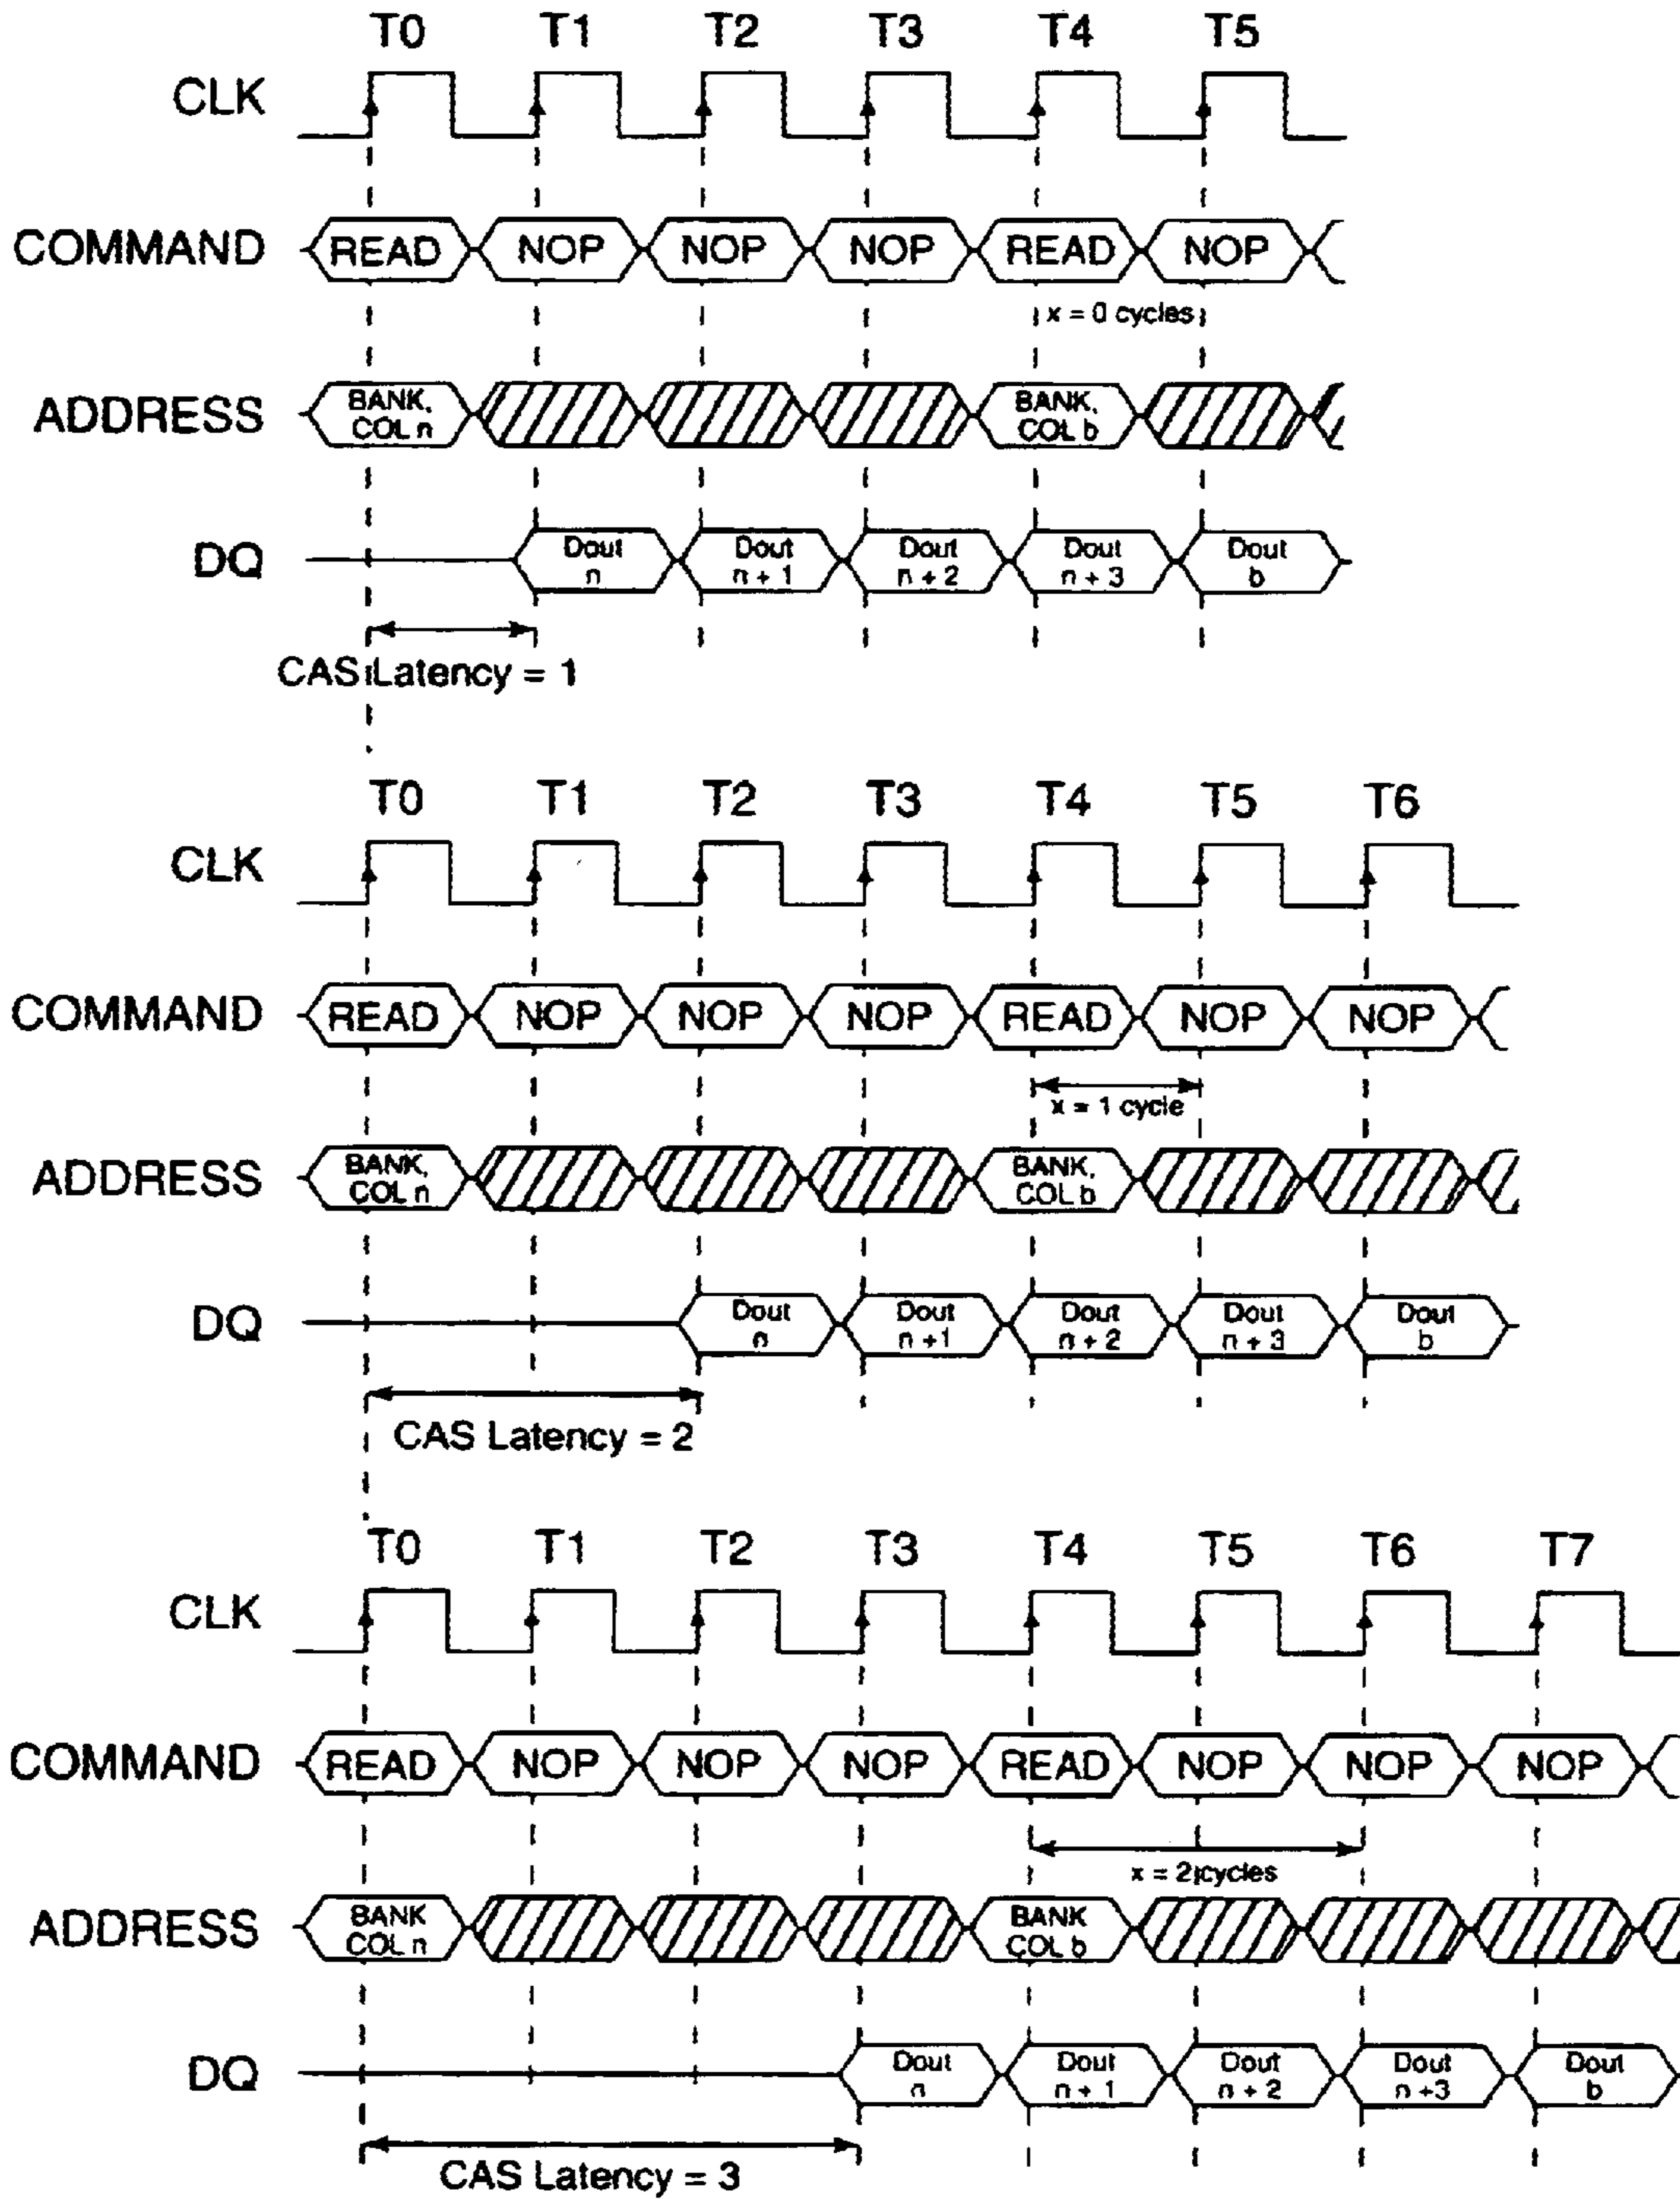 T0 T1 T2 T3 T4 T5
CLK
COMMAND READ NOP NOP NOP READ NOP
x = 0 cycles
ADDRESS BANK, COL n BANK, COL b
DQ Dout n Dout n + 1 Dout n + 2 Dout n + 3 Dout b
CAS Latency = 1
T0 T1 T2 T3 T4 T5 T6
CLK
COMMAND READ NOP NOP NOP READ NOP NOP
x = 1 cycle
ADDRESS BANK, COL n BANK, COL b
DQ Dout n Dout n +1 Dout n + 2 Dout n + 3 Dout b
CAS Latency = 2
T0 T1 T2 T3 T4 T5 T6 T7
CLK
COMMAND READ NOP NOP NOP READ NOP NOP NOP
x = 2 cycles
ADDRESS BANK COL n BANK COL b
DQ Dout n Dout n + 1 Dout n + 2 Dout n +3 Dout b
CAS Latency = 3